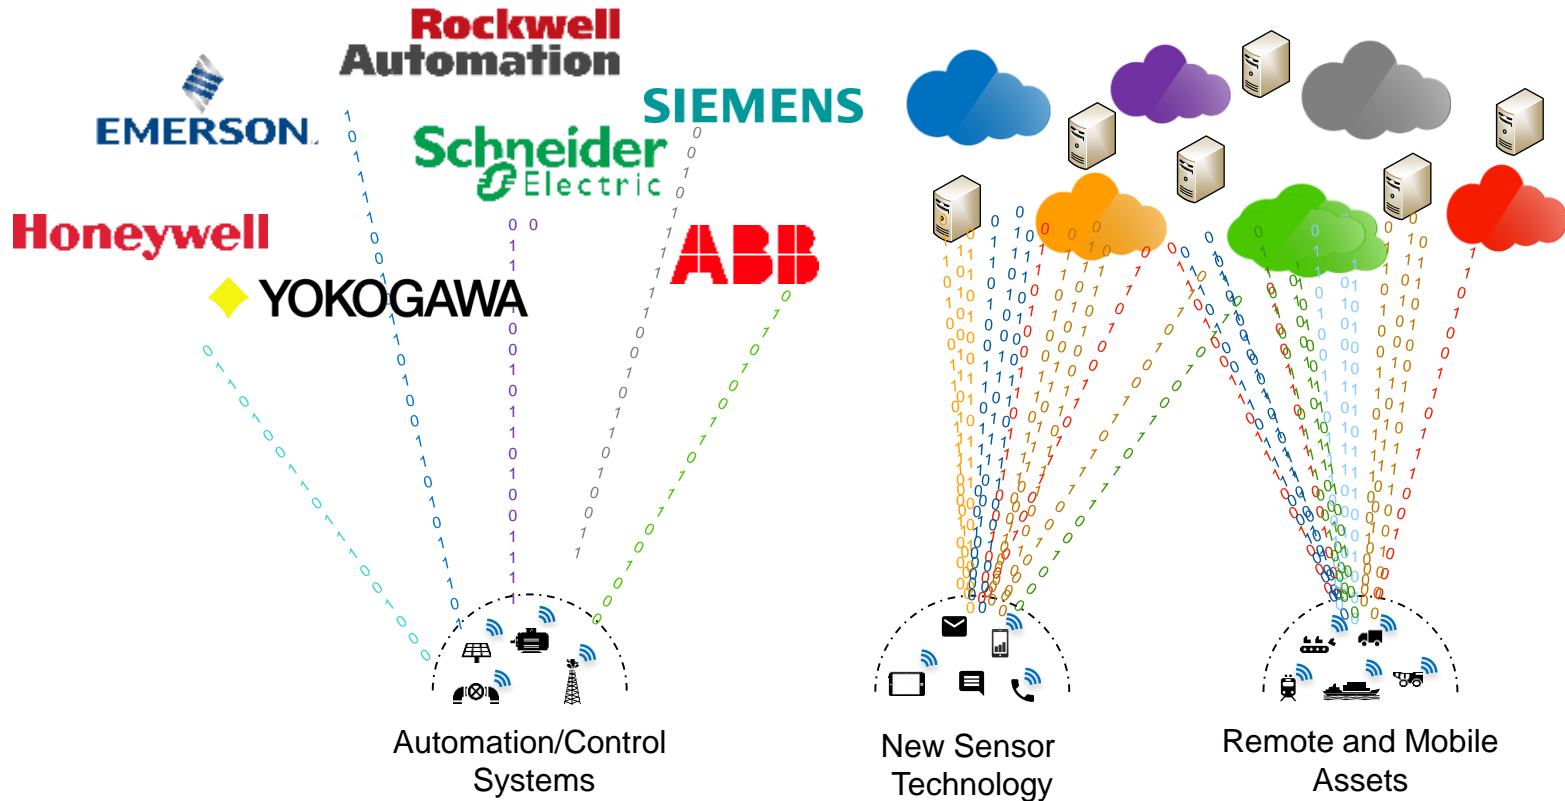 Rockwell
Automation
EMERSON.
SIEMENS
Schneider
Electric
Honeywell
ABB
YOKOGAWA
Automation/Control
Systems
New Sensor
Technology
Remote and Mobile
Assets